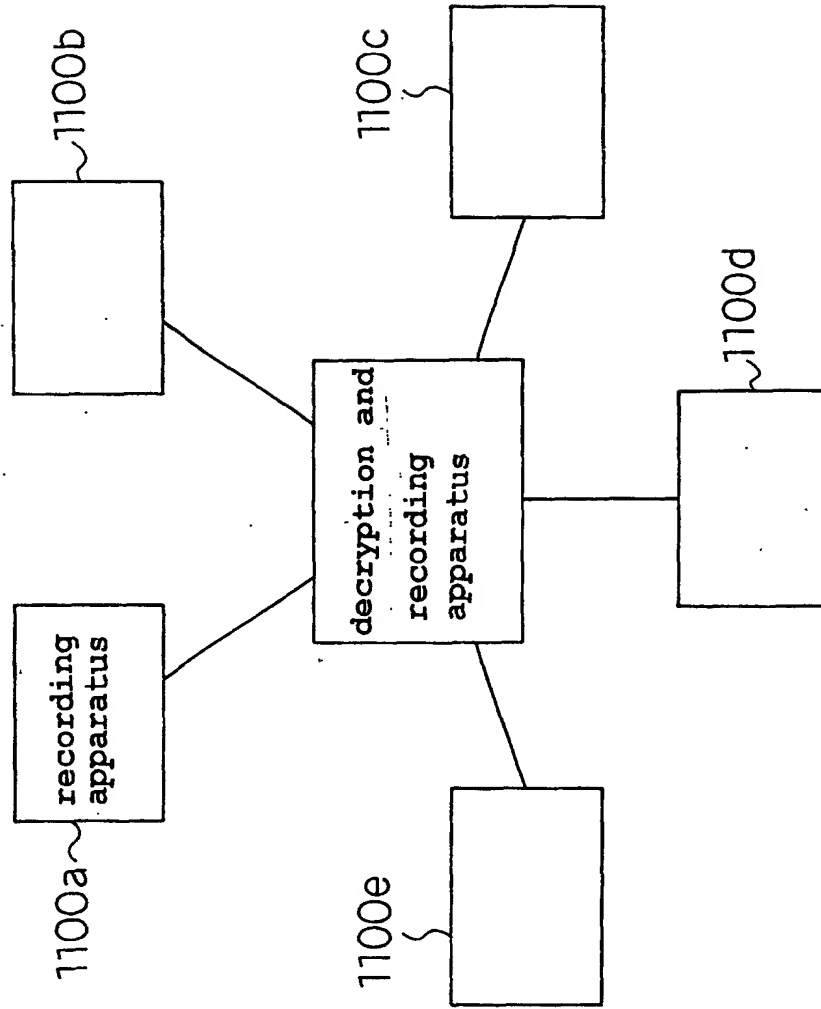 1100a
recording
apparatus
1100b
decryption and
recording
apparatus
1100e
1100c
1100d